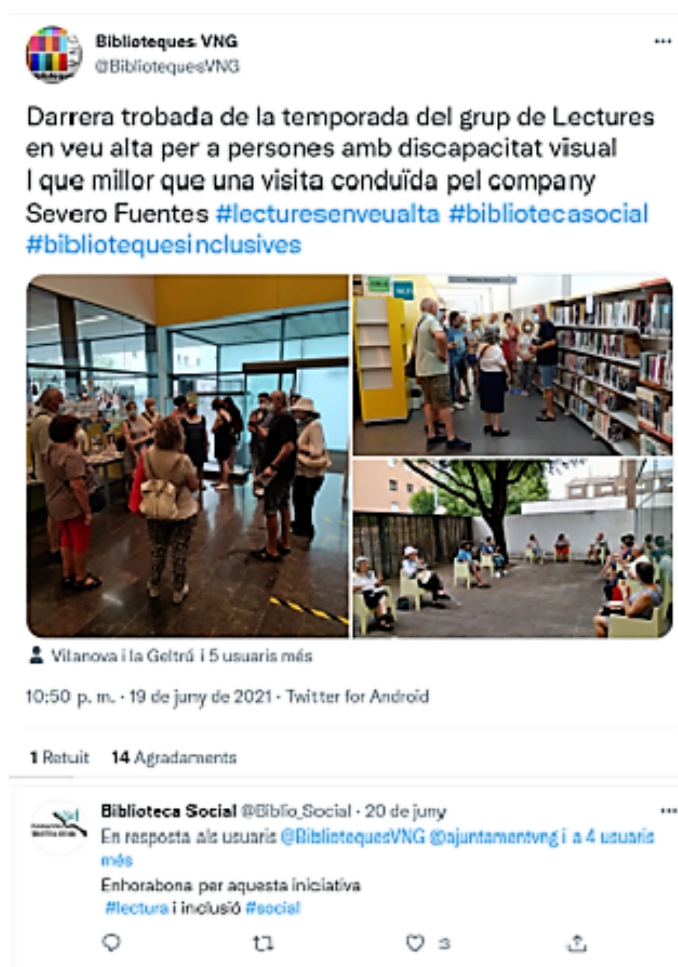 Biblioteques VNG
@BibliotequesVNG
Darrera trobada de la temporada del grup de Lectures
en veu alta per a persones amb discapacitat visual
I que millor que una visita conduïda pel company
Severo Fuentes #lecturesenveualta #bibliotecasocial
#bibliotequesinclusives
Vilanova i la Geltrú i 5 usuaris més
10:50 p. m. · 19 de juny de 2021 · Twitter for Android
1 Retuit 14 Agradaments
Biblioteca Social @Biblio_Social · 20 de juny
En resposta als usuaris @BibliotequesVNG @ajuntamentvng i a 4 usuaris
més
Enhorabona per aquesta iniciativa
#lectura i inclusió #social
3